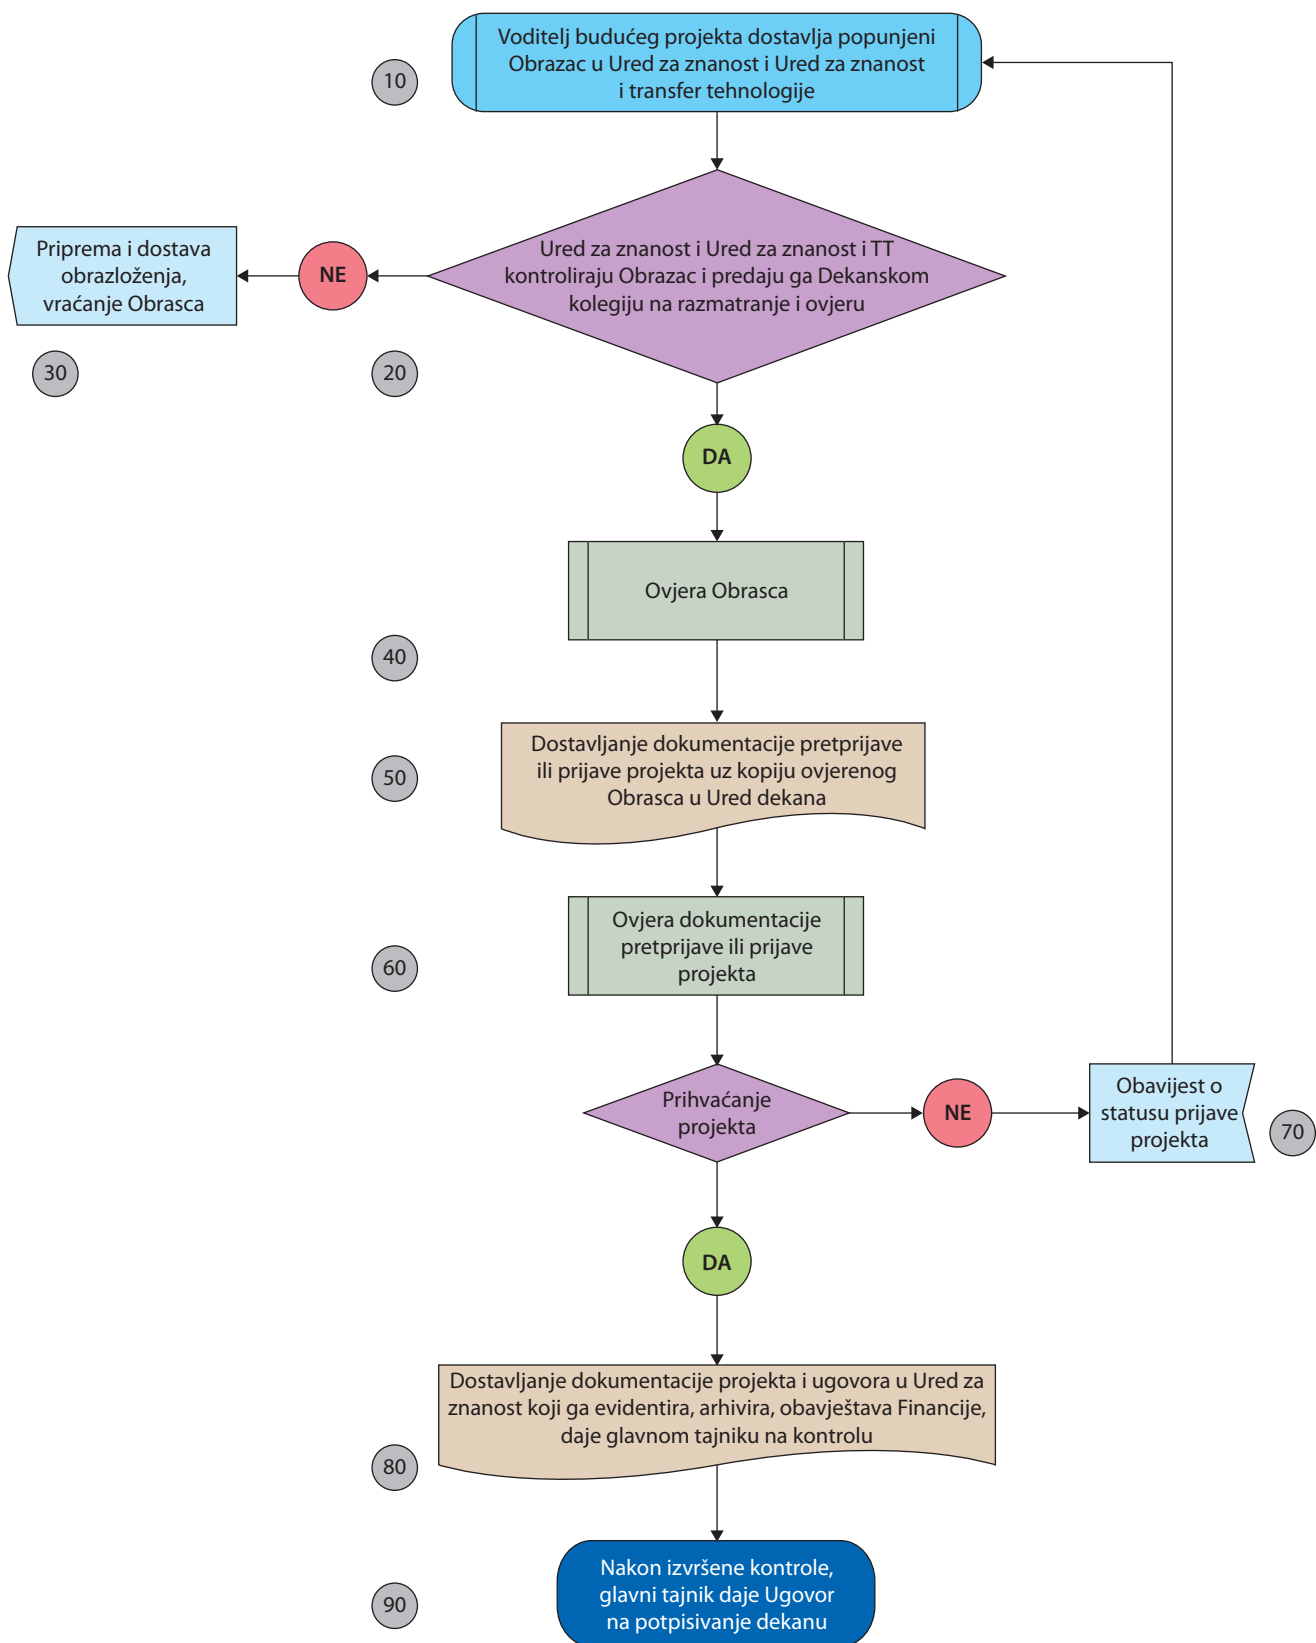 Voditelj budućeg projekta dostavlja popunjeni
Obrazac u Ured za znanost i Ured za znanost
i transfer tehnologije
10
Ured za znanost i Ured za znanost i TT
kontroliraju Obrazac i predaju ga Dekanskom
kolegiju na razmatranje i ovjeru
NE
Priprema i dostava
obrazloženja,
vraćanje Obrasca
30
20
DA
Ovjera Obrasca
40
Dostavljanje dokumentacije pretprijave
ili prijave projekta uz kopiju ovjerenog
Obrasca u Ured dekana
50
Ovjera dokumentacije
pretprijave ili prijave
projekta
60
Prihvaćanje
projekta
NE
Obavijest o
statusu prijave
projekta
70
DA
Dostavljanje dokumentacije projekta i ugovora u Ured za
znanost koji ga evidentira, arhivira, obavještava Financije,
daje glavnom tajniku na kontrolu
80
Nakon izvršene kontrole,
glavni tajnik daje Ugovor
na potpisivanje dekanu
90